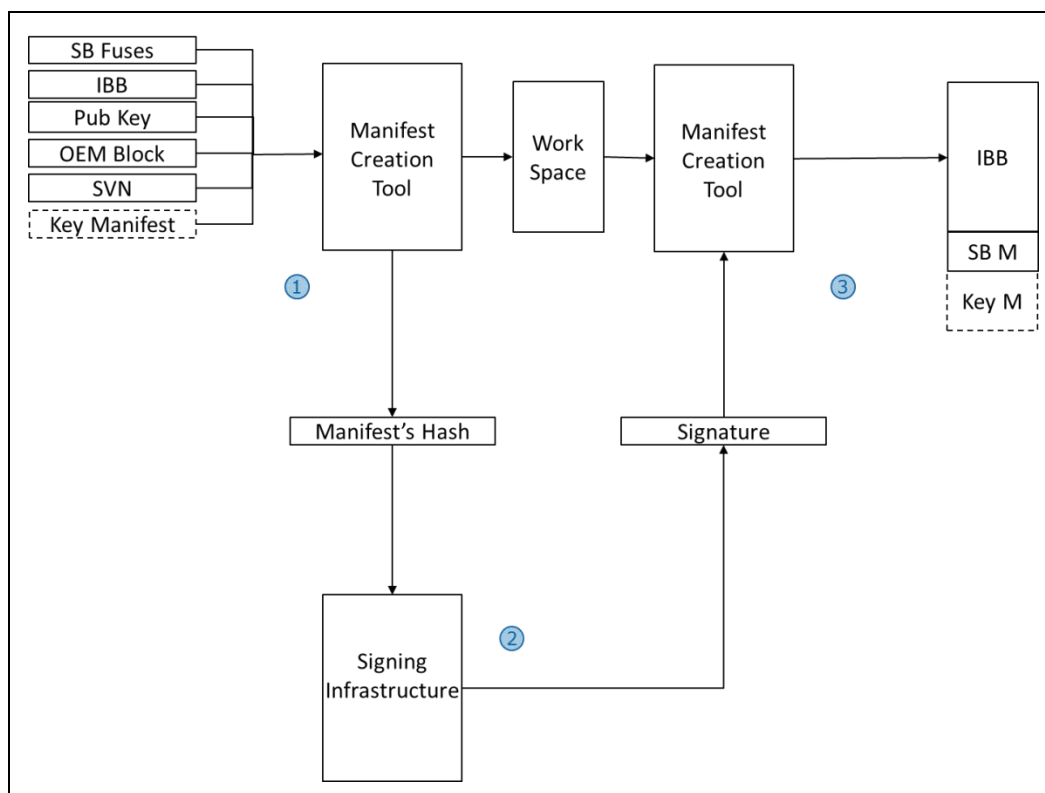 SB Fuses
IBB
Pub Key
OEM Block
SVN
Key Manifest
Manifest
Creation
Tool
Work
Space
Manifest
Creation
Tool
IBB
SB M
Key M
1
3
Manifest's Hash
Signature
2
Signing
Infrastructure